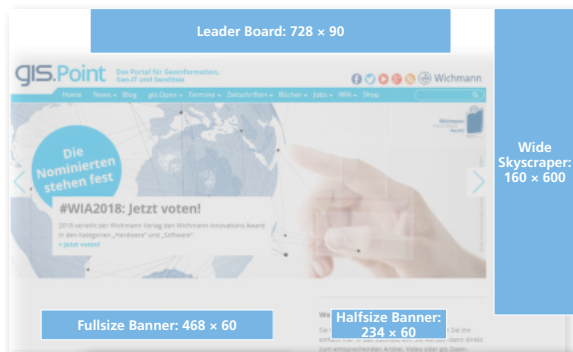 Leader Board: 728 × 90
gis.Point
Das Portal für Geoinformation,
Geo-IT und Geodäsie
Wichmann
Home News Blog gis.Open Termine Zeitschriften Bücher Jobs WIA Shop
Wide
Skyscraper:
160 × 600
Wichmann
Die
Nominierten
stehen fest
#WIA2018: Jetzt voten!
2018 verleiht der Wichmann Verlag den Wichmann Innovations Award
in den Kategorien „Hardware“ und „Software“.
» Jetzt voten!
Fullsize Banner: 468 × 60
Halfsize Banner:
234 × 60